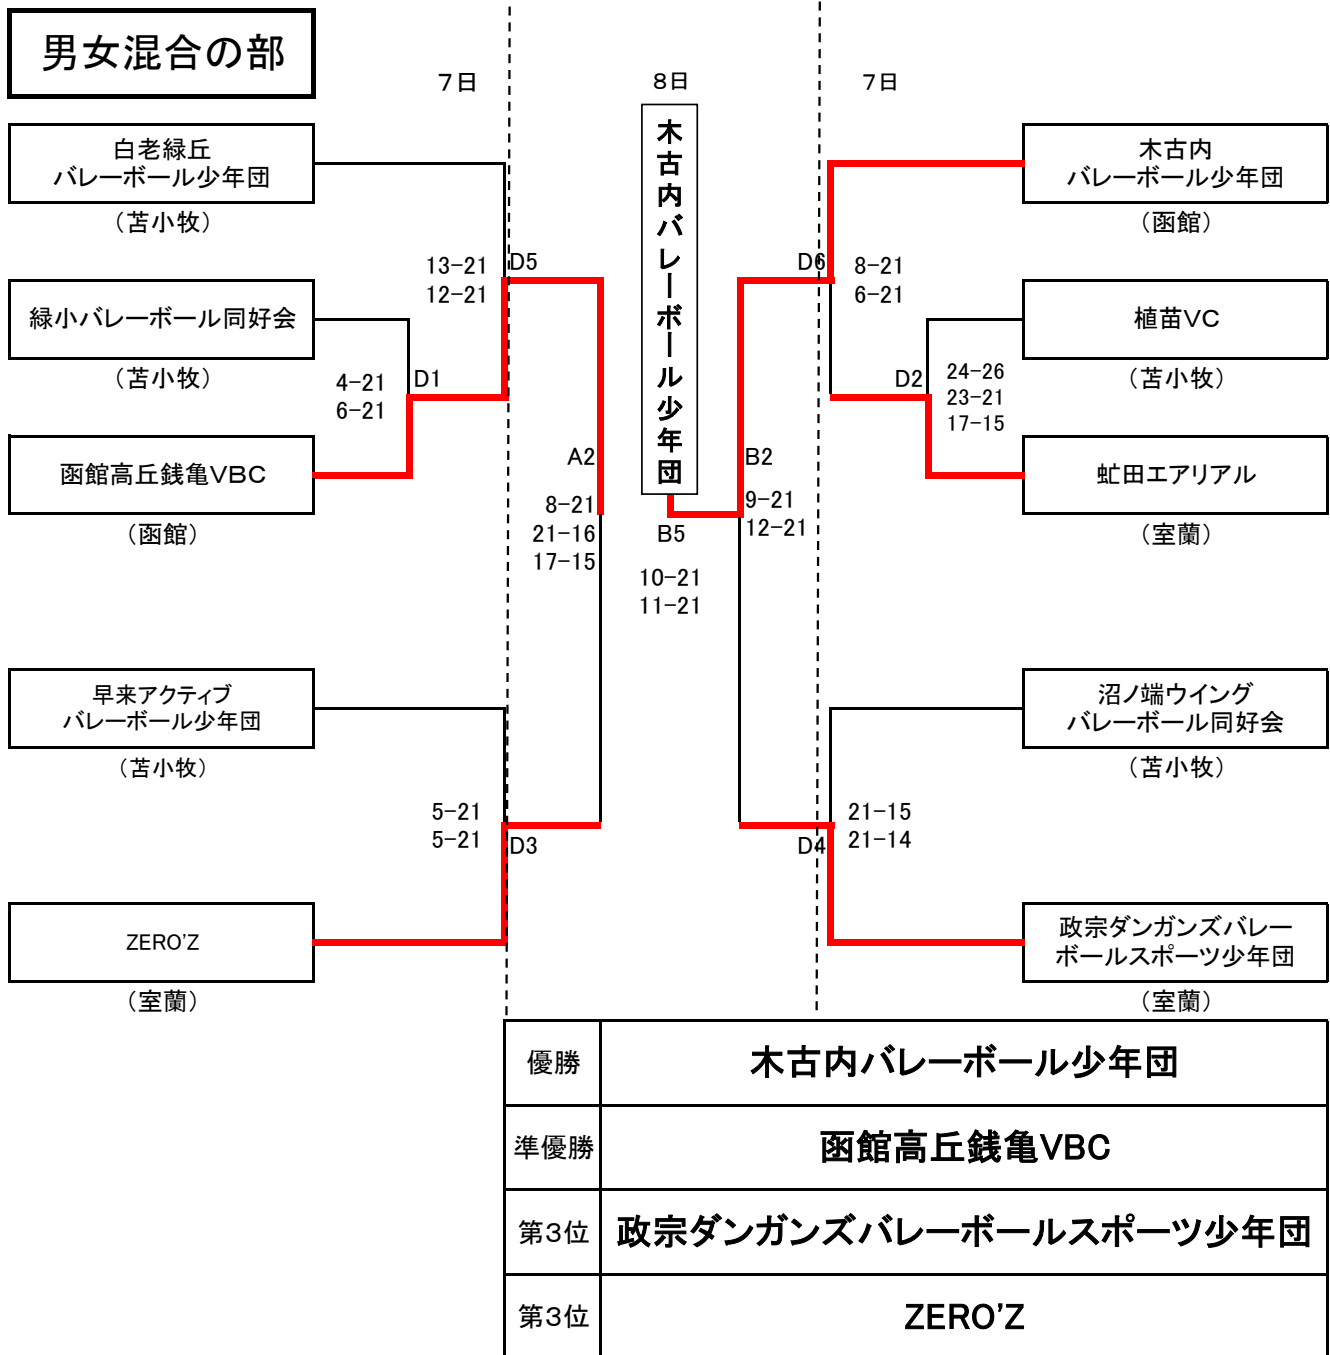 男女混合の部
7日
8日
7日
白老緑丘
バレーボール少年団
(苫小牧)
緑小バレーボール同好会
(苫小牧)
函館高丘銭亀VBC
(函館)
早来アクティブ
バレーボール少年団
(苫小牧)
ZERO'Z
(室蘭)
13-21
12-21
D5
4-21
6-21
D1
5-21
5-21
D3
A2
8-21
21-16
17-15
木古内バレーボール少年団
B5
10-21
11-21
B2
9-21
12-21
D6
8-21
6-21
D2
24-26
23-21
17-15
D4
21-15
21-14
木古内
バレーボール少年団
(函館)
植苗VC
(苫小牧)
虻田エアリアル
(室蘭)
沼ノ端ウイング
バレーボール同好会
(苫小牧)
政宗ダンガンズバレー
ボールスポーツ少年団
(室蘭)
優勝 木古内バレーボール少年団
準優勝 函館高丘銭亀VBC
第3位 政宗ダンガンズバレーボールスポーツ少年団
第3位 ZERO'Z